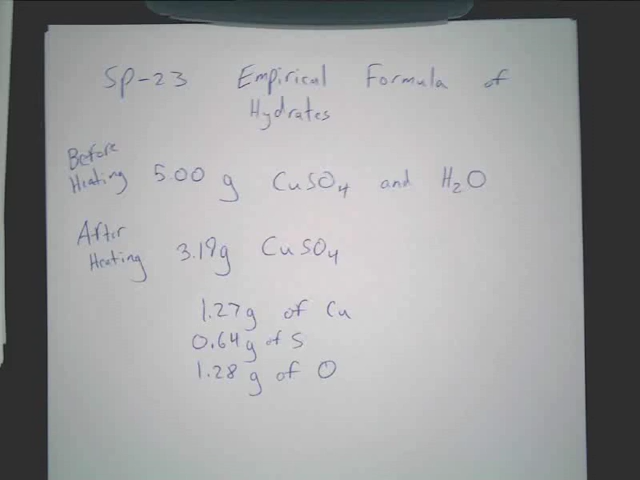 SP-23 Empirical Formula of
Hydrates
Before
Heating 5.00 g CuSO4 and H2O
After
Heating 3.19g CuSO4
1.27g of Cu
0.64g of S
1.28 g of O